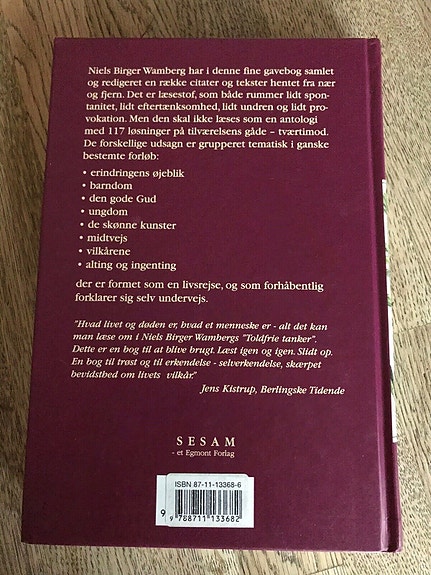 Niels Birger Wamberg har i denne fine gavebog samlet
og redigeret en række citater og tekster hentet fra nær
og fjern. Det er læsestof, som både rummer lidt spon-
tanitet, lidt eftertænksomhed, lidt undren og lidt pro-
vokation. Men den skal ikke læses som en antologi
med 117 løsninger på tilværelsens gåde – tværtimod.
De forskellige udsagn er grupperet tematisk i ganske
bestemte forløb:
• erindringens øjeblik
• barndom
• den gode Gud
• ungdom
• de skønne kunster
• midtvejs
• vilkårene
• alting og ingenting
der er formet som en livsrejse, og som forhåbentlig
forklarer sig selv undervejs.
"Hvad livet og døden er, hvad et menneske er - alt det kan
man læse om i Niels Birger Wambergs "Toldfrie tanker".
Dette er en bog til at blive brugt. Læst igen og igen. Slidt op.
En bog til trøst og til erkendelse - selverkendelse, skærpet
bevidsthed om livets vilkår."
Jens Kistrup, Berlingske Tidende
SESAM
- et Egmont Forlag
ISBN 87-11-13368-6
9 788711 133682